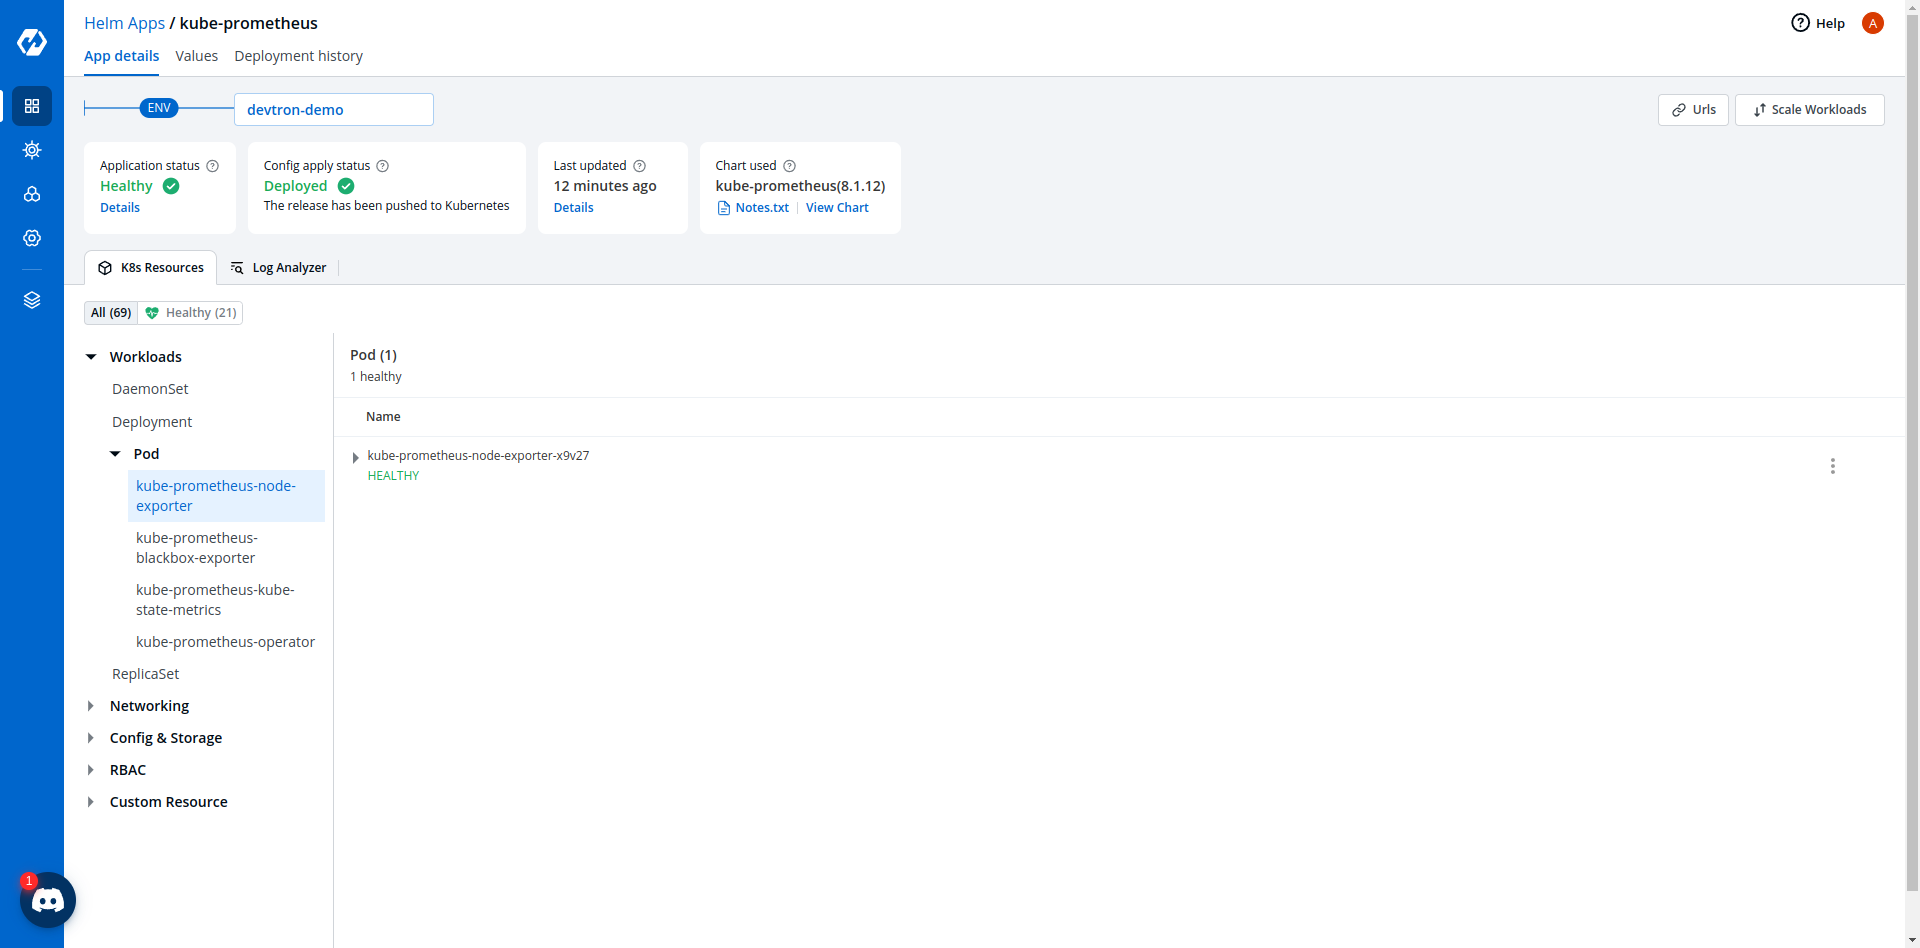 Helm Apps / kube-prometheus
Help
A
App details
Values
Deployment history
ENV
devtron-demo
Urls
Scale Workloads
Application status
Healthy
Details
Config apply status
Deployed
The release has been pushed to Kubernetes
Last updated
12 minutes ago
Details
Chart used
kube-prometheus(8.1.12)
Notes.txt
View Chart
K8s Resources
Log Analyzer
All (69)
Healthy (21)
Workloads
DaemonSet
Deployment
Pod
kube-prometheus-node-
exporter
kube-prometheus-
blackbox-exporter
kube-prometheus-kube-
state-metrics
kube-prometheus-operator
ReplicaSet
Networking
Config & Storage
RBAC
Custom Resource
Pod (1)
1 healthy
Name
kube-prometheus-node-exporter-x9v27
HEALTHY
1